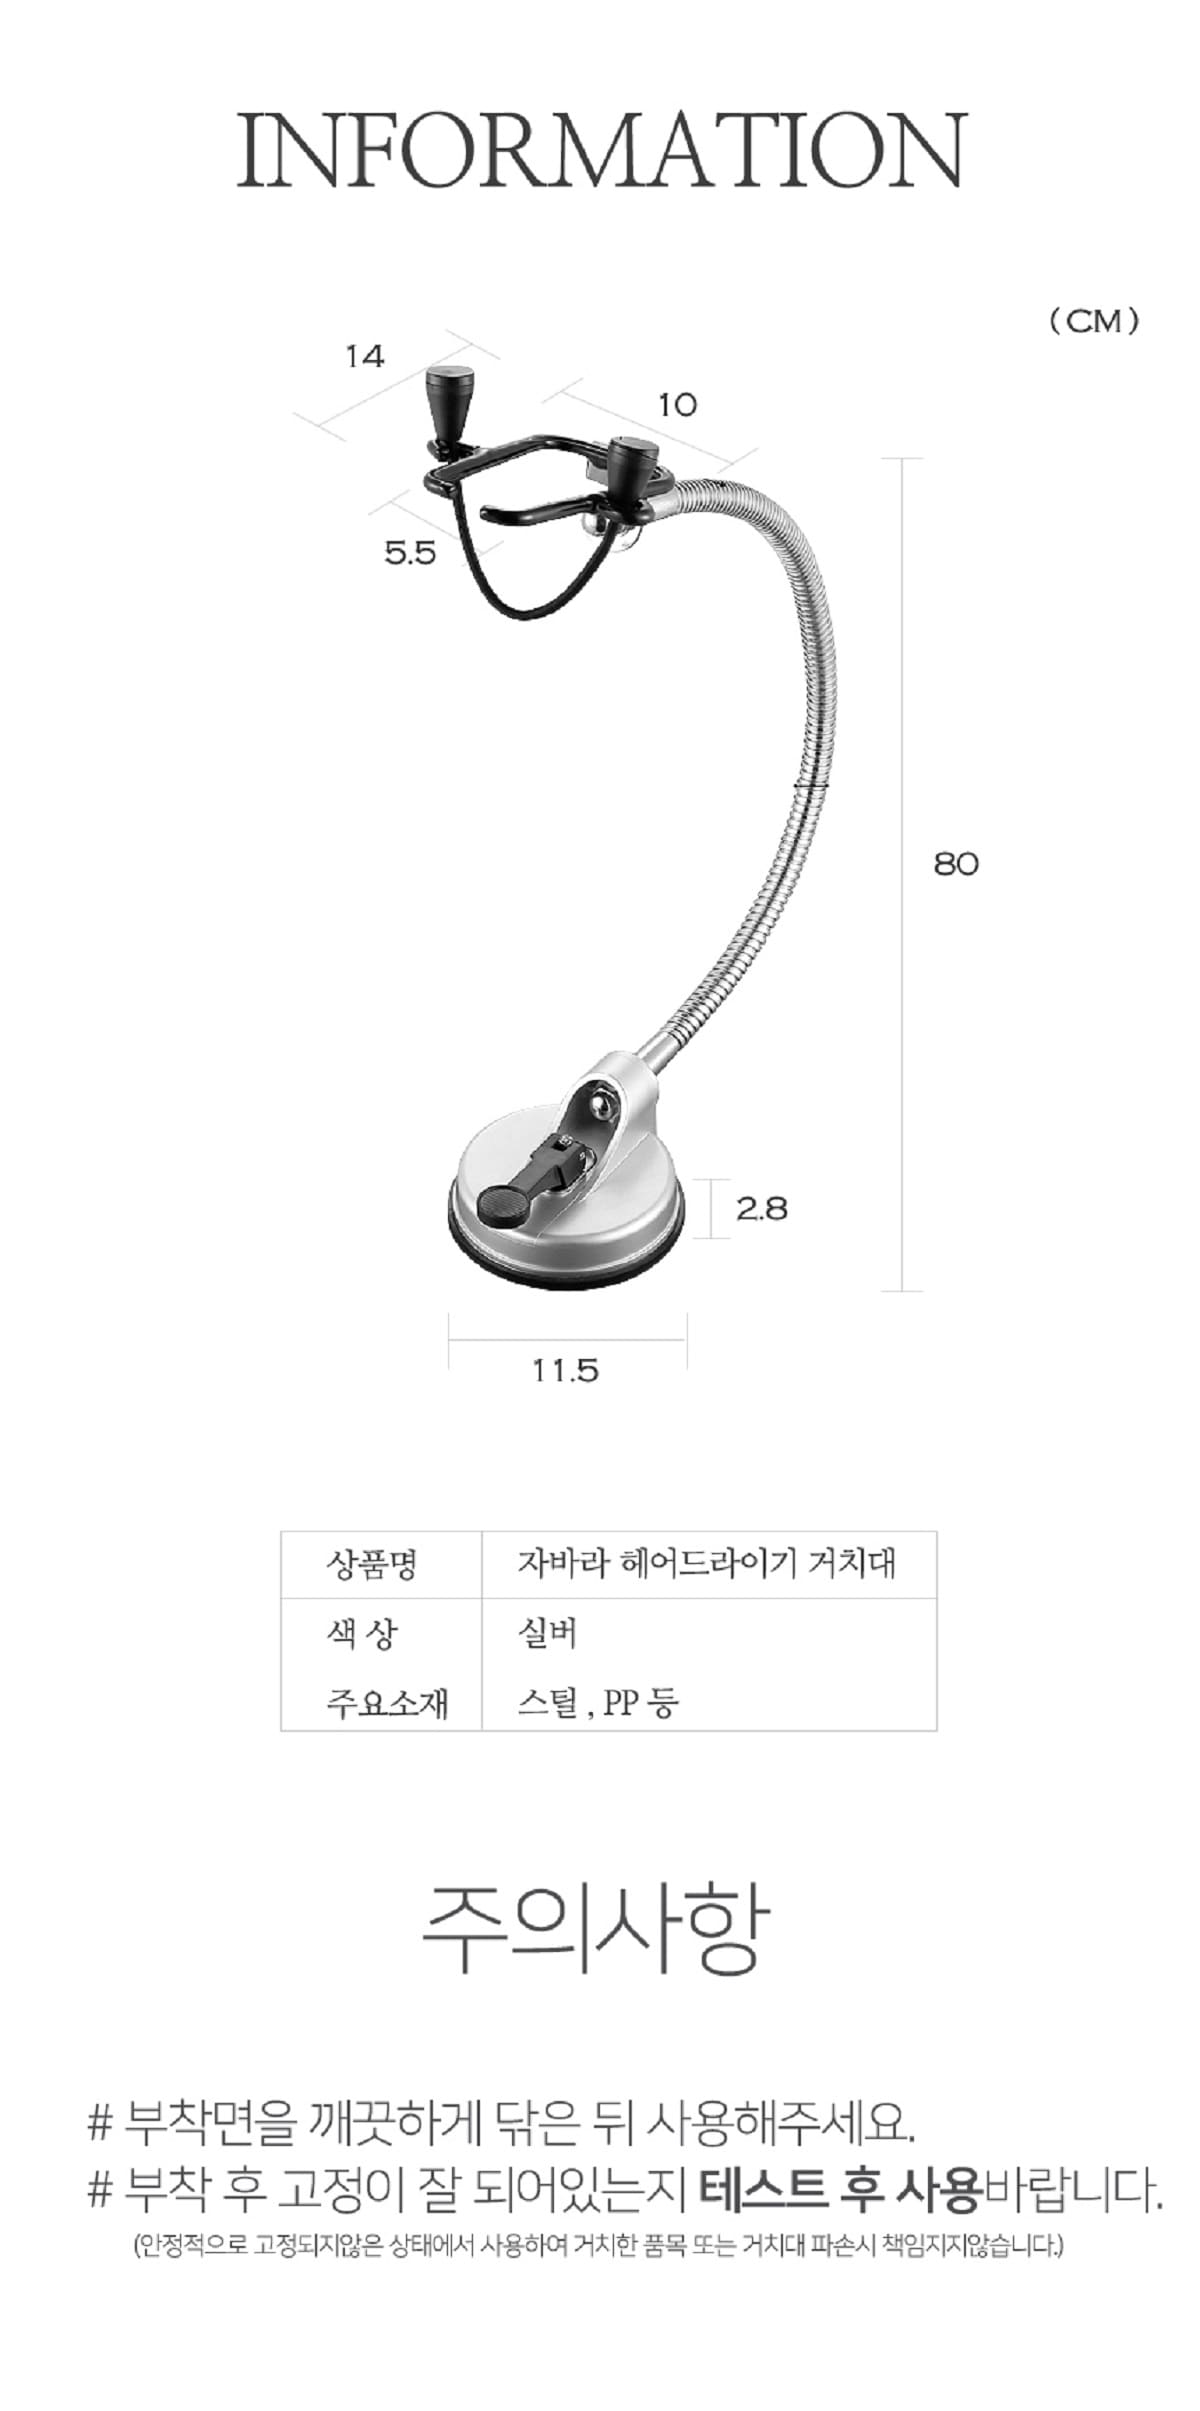 INFORMATION
(CM)
14
10
5.5
80
2.8
11.5
상품명 자바라 헤어드라이기 거치대
색 상 실버
주요소재 스틸 , PP 등
주의사항
# 부착면을 깨끗하게 닦은 뒤 사용해주세요.
# 부착 후 고정이 잘 되어있는지 테스트 후 사용바랍니다.
(안정적으로 고정되지않은 상태에서 사용하여 거치한 품목 또는 거치대 파손시 책임지지않습니다.)